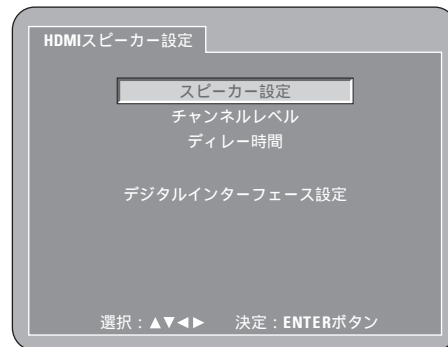 HDMIスピーカー設定
スピーカー設定
チャンネルレベル
ディレー時間
デジタルインターフェース設定
選択：▲▼◀▶　決定：ENTERボタン